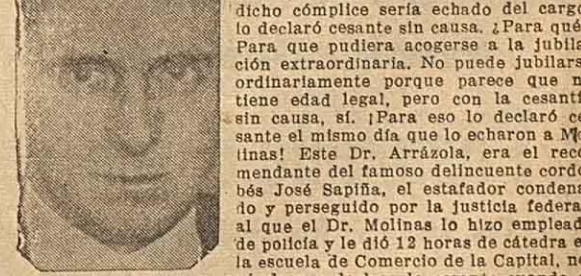 dicho cómplice sería echado del cargo
lo declaró cesante sin causa. ¿Para qué
Para que pudiera acogerse a la jubila
ción extraordinaria. No puede jubilars
ordinariamente porque parece que n
tiene edad legal, pero con la cesantí
sin causa, sí. ¡Para eso lo declaró ce
sante el mismo día que lo echaron a Mo
linas! Este Dr. Arrázola, era el reco
mendante del famoso delincuente cordo
bés José Sapiña, el estafador condena
do y perseguido por la justicia federa
al que el Dr. Molinas lo hizo emplead
de policía y le dió 12 horas de cátedra e
la escuela de Comercio de la Capital, n